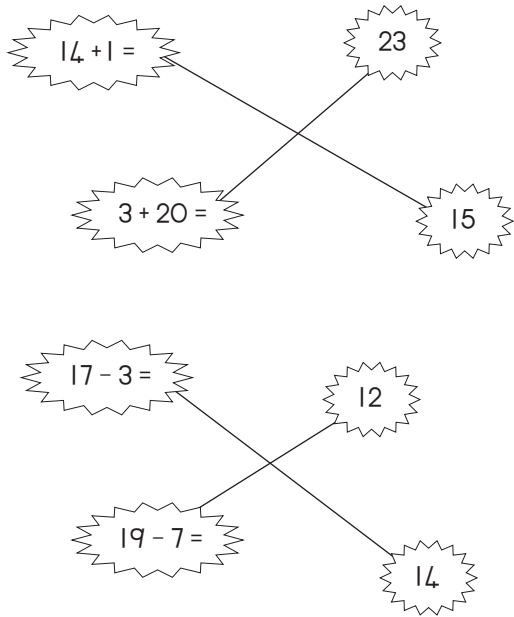 14 + 1 =
23
3 + 20 =
15
17 − 3 =
12
19 − 7 =
14